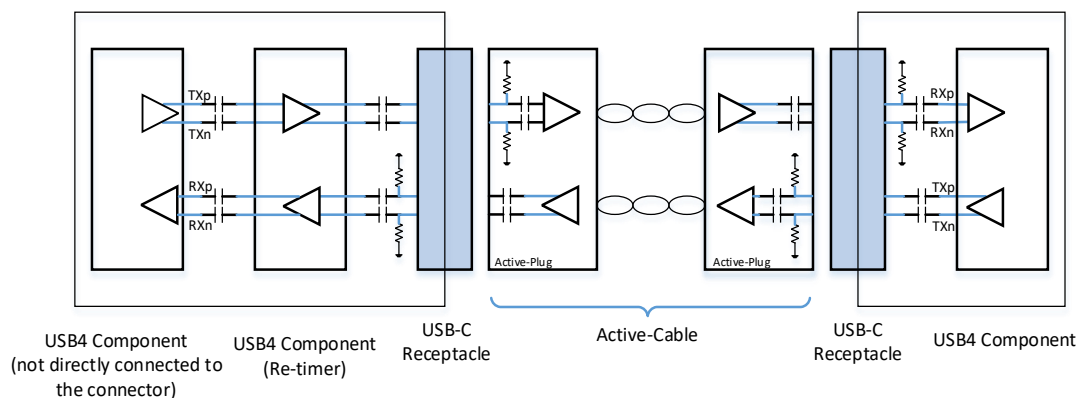 TXp
TXn
RXp
RXn
RXp
RXn
TXp
TXn
Active-Plug
Active-Plug
USB4 Component
(not directly connected to
the connector)
USB4 Component
(Re-timer)
USB-C
Receptacle
Active-Cable
USB-C
Receptacle
USB4 Component